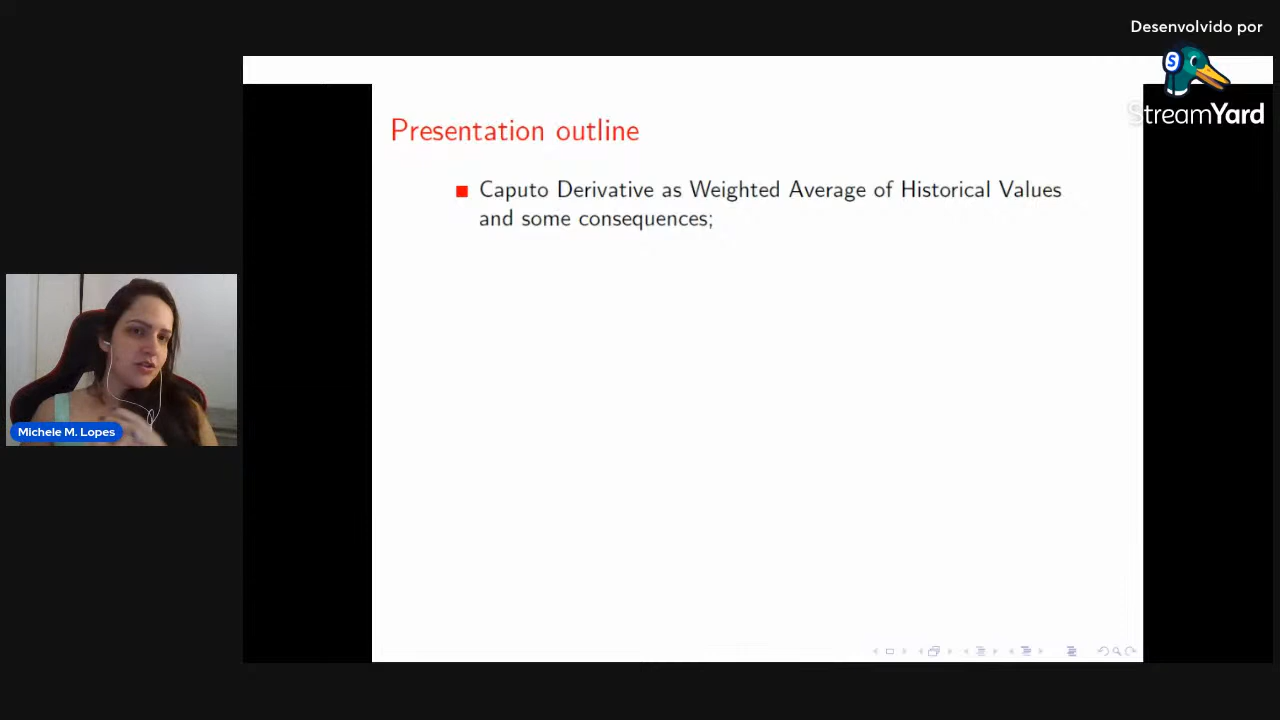 Desenvolvido por
S
StreamYard
Presentation outline
Caputo Derivative as Weighted Average of Historical Values
and some consequences;
Michele M. Lopes